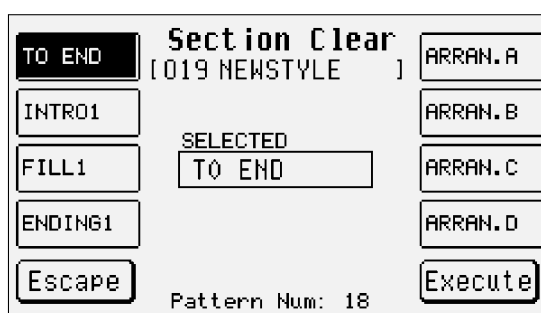 Section Clear
[019 NEWSTYLE ]
TO END
INTRO1
FILL1
ENDING1
Escape
SELECTED
TO END
Pattern Num: 18
ARRAN.A
ARRAN.B
ARRAN.C
ARRAN.D
Execute